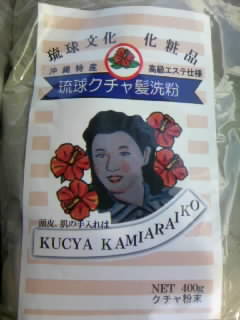 琉球文化 化粧品
沖縄特産 高級エステ仕様
琉球クチャ髪洗粉
頭皮、肌の手入れは
KUCYA KAMIARAIKO
NET 400g
クチャ粉末